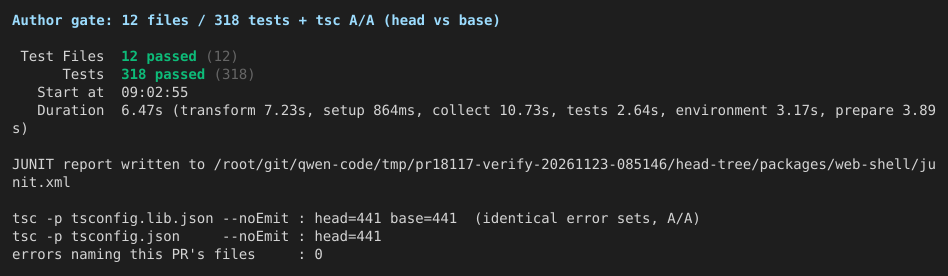 Author gate: 12 files / 318 tests + tsc A/A (head vs base)
Test Files  12 passed (12)
Tests  318 passed (318)
Start at  09:02:55
Duration  6.47s (transform 7.23s, setup 864ms, collect 10.73s, tests 2.64s, environment 3.17s, prepare 3.89
s)
JUNIT report written to /root/git/qwen-code/tmp/pr18117-verify-20261123-085146/head-tree/packages/web-shell/ju
nit.xml
tsc -p tsconfig.lib.json --noEmit : head=441 base=441  (identical error sets, A/A)
tsc -p tsconfig.json     --noEmit : head=441
errors naming this PR's files     : 0